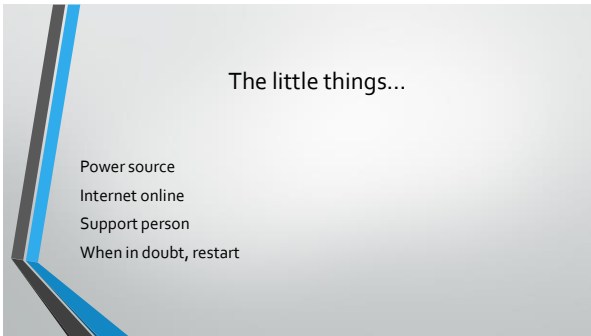 The little things...
Power source
Internet online
Support person
When in doubt, restart